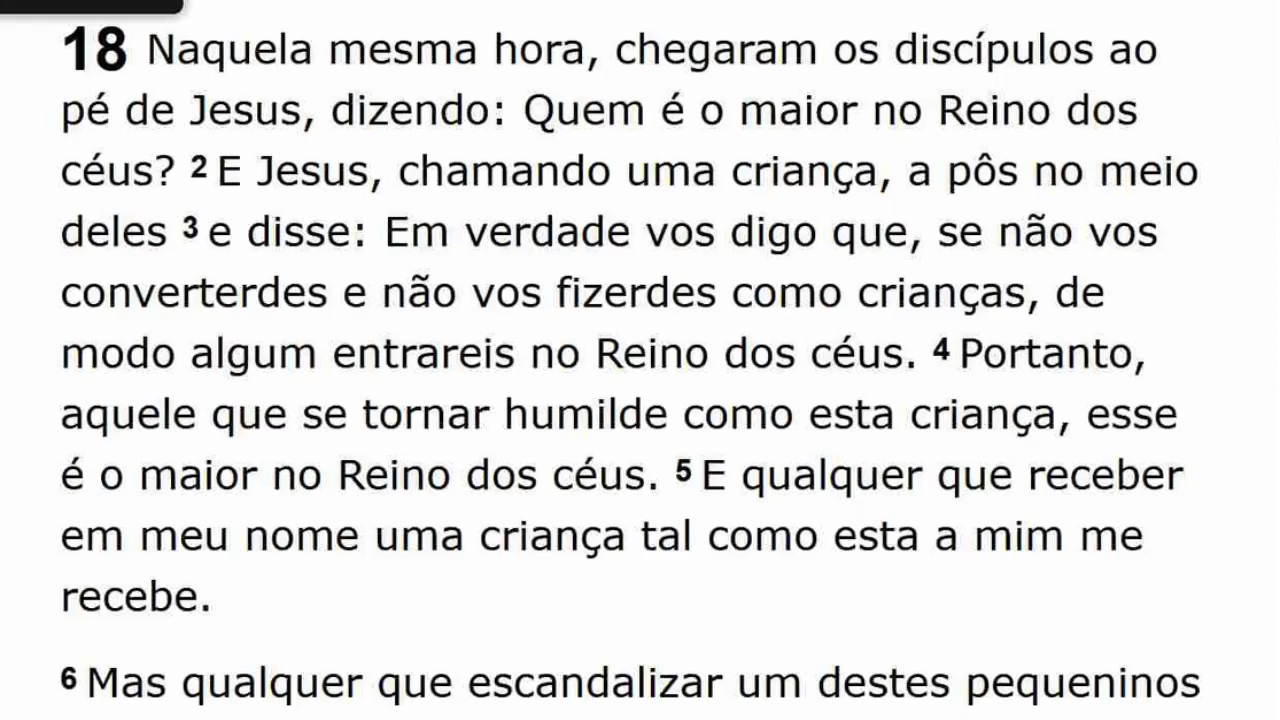 18 Naquela mesma hora, chegaram os discípulos ao
pé de Jesus, dizendo: Quem é o maior no Reino dos
céus? 2 E Jesus, chamando uma criança, a pôs no meio
deles 3 e disse: Em verdade vos digo que, se não vos
converterdes e não vos fizerdes como crianças, de
modo algum entrareis no Reino dos céus. 4 Portanto,
aquele que se tornar humilde como esta criança, esse
é o maior no Reino dos céus. 5 E qualquer que receber
em meu nome uma criança tal como esta a mim me
recebe.
6 Mas qualquer que escandalizar um destes pequeninos